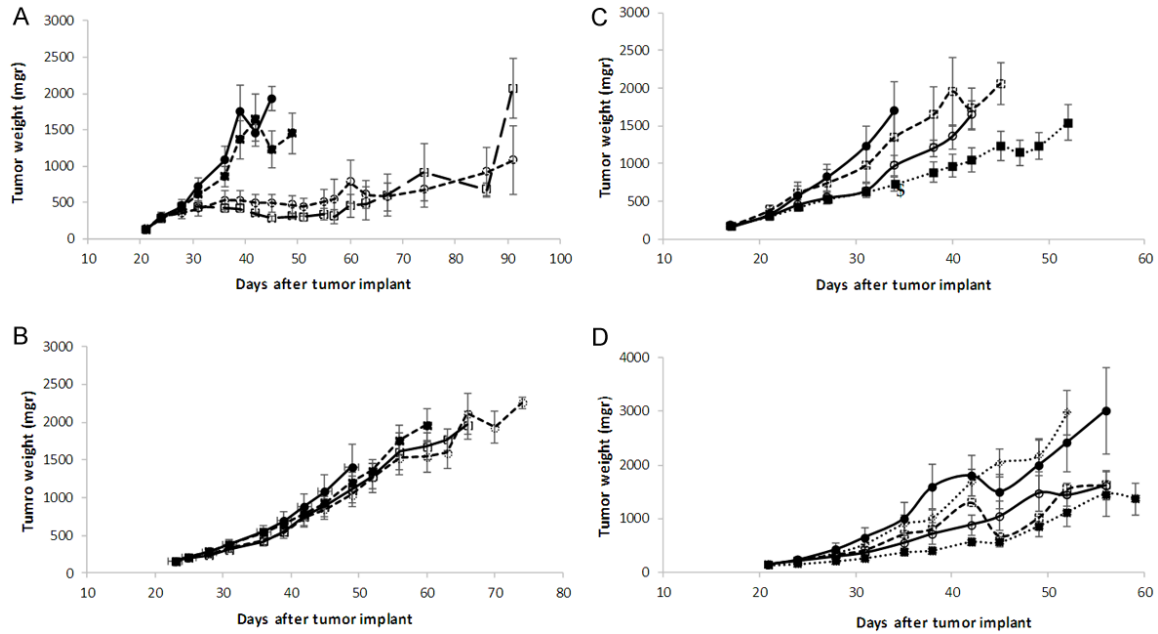 A
3000
2500
2000
1500
1000
500
0
Tumor weight (mgr)
10 20 30 40 50 60 70 80 90 100
Days after tumor implant
C
3000
2500
2000
1500
1000
500
0
Tumor weight (mgr)
10 20 30 40 50 60
Days after tumor implant
B
3000
2500
2000
1500
1000
500
0
Tumro weight (mgr)
10 20 30 40 50 60 70 80
Days after tumor implant
D
4000
3000
2000
1000
0
Tumor weight (mgr)
10 20 30 40 50 60
Days after tumor implant